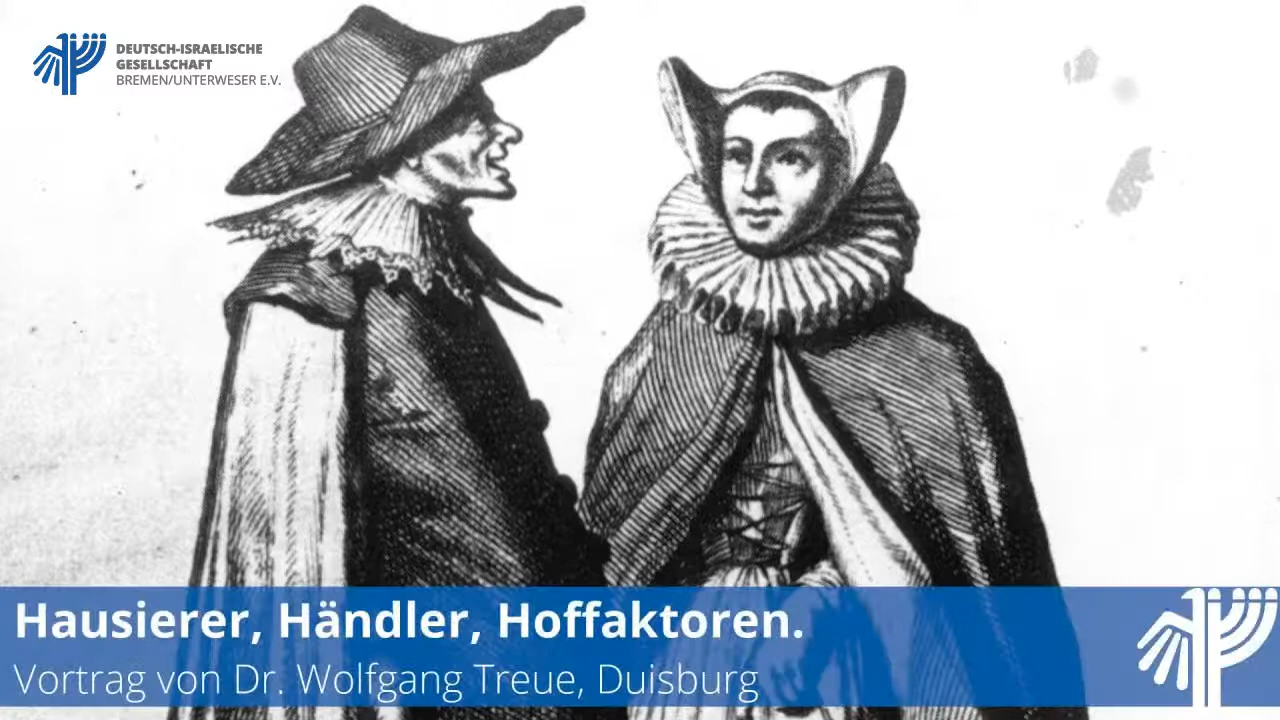 DEUTSCH-ISRAELISCHE
GESELLSCHAFT
BREMEN/UNTERWESER E.V.
Hausierer, Händler, Hoffaktoren.
Vortrag von Dr. Wolfgang Treue, Duisburg